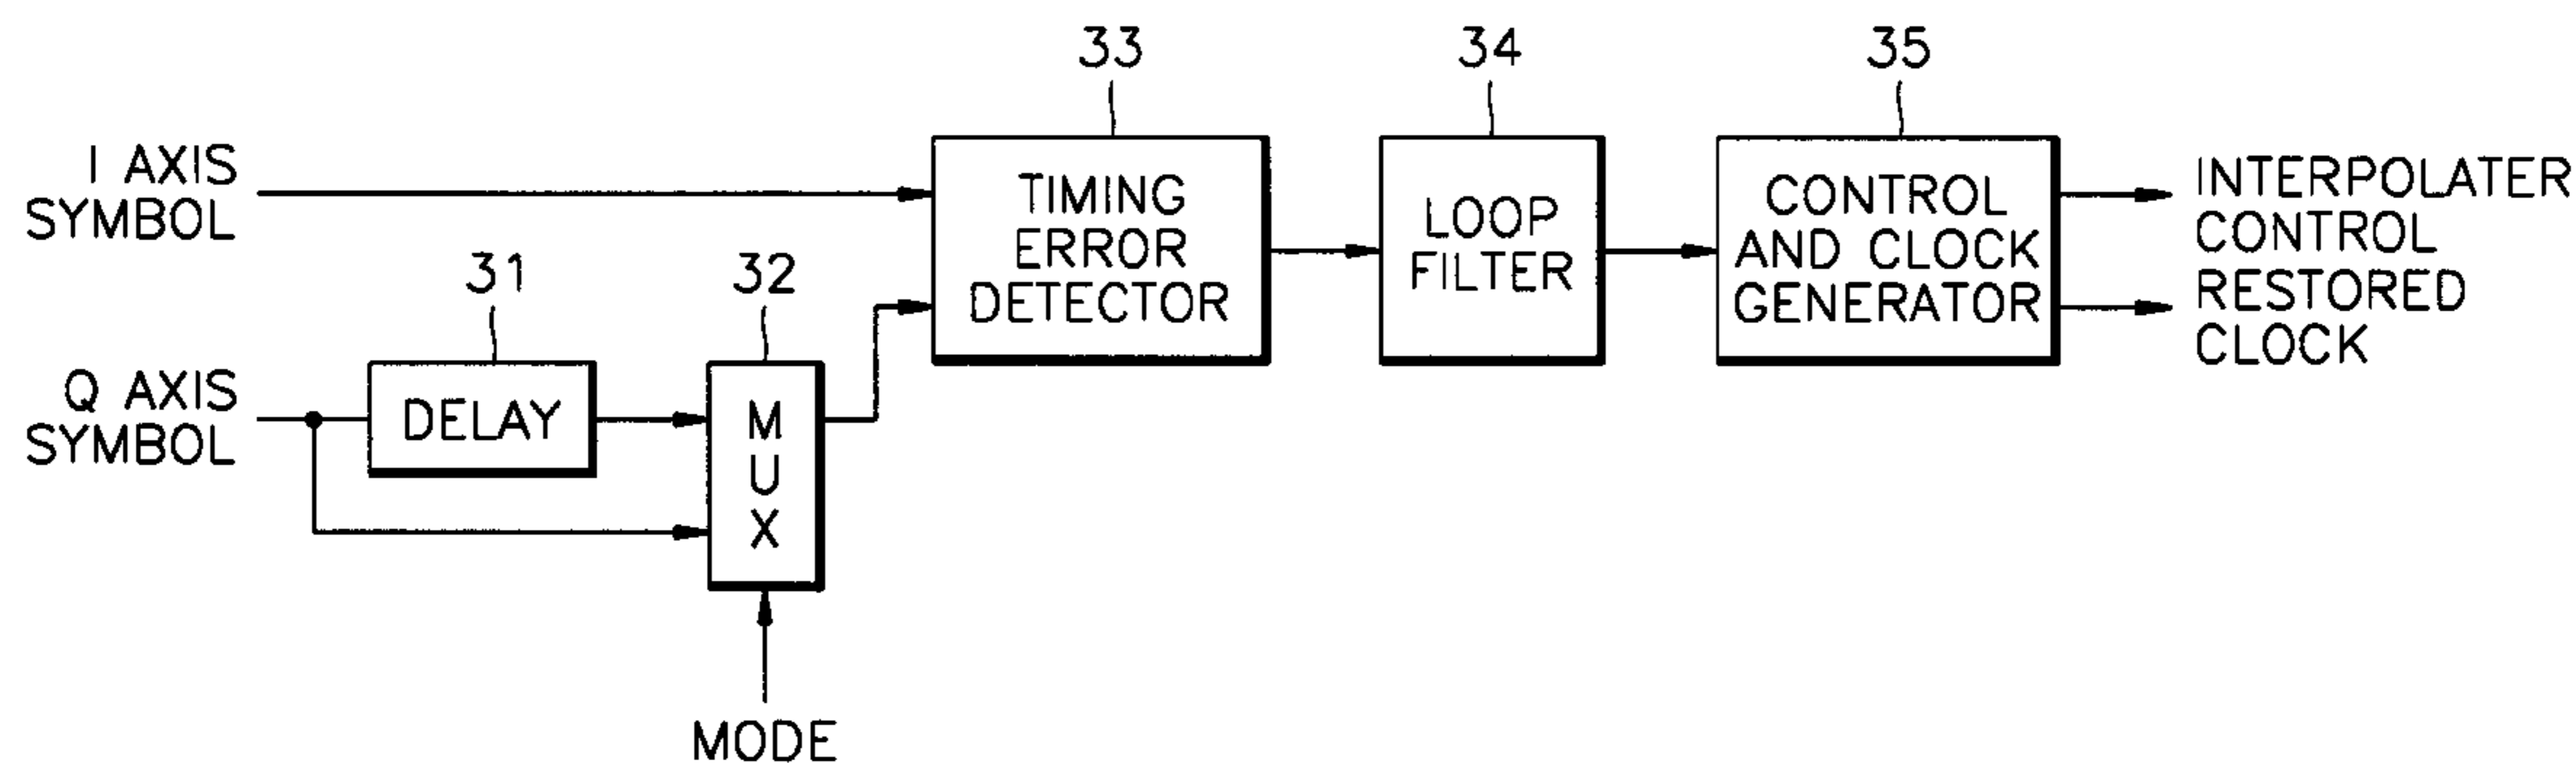 33
34
35
I AXIS
SYMBOL
TIMING
ERROR
DETECTOR
LOOP
FILTER
CONTROL
AND CLOCK
GENERATOR
INTERPOLATER
CONTROL
RESTORED
CLOCK
31
32
Q AXIS
SYMBOL
DELAY
M
U
X
MODE